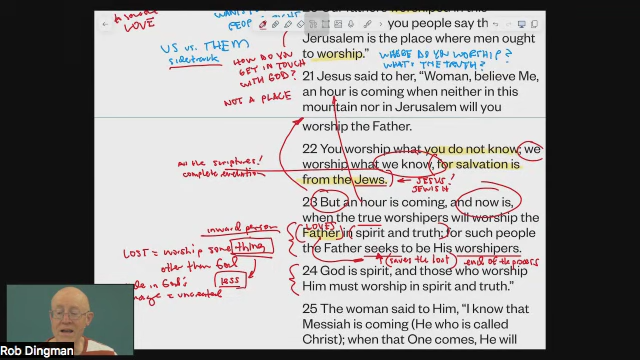 you people say th
Jerusalem is the place where men ought
to worship."
LOVE
US VS. THEM
sidetrack
HOW DO YOU
GET IN TOUCH
WITH GOD?
NOT A PLACE
WHERE DO YOU WORSHIP?
WHAT'S THE TRUTH?
21 Jesus said to her, "Woman, believe Me,
an hour is coming when neither in this
mountain nor in Jerusalem will you
worship the Father.
22 You worship what you do not know; we
worship what we know, for salvation is
from the Jews.
All the scriptures!
complete revelation
JESUS!
JEWISH
23 But an hour is coming, and now is,
when the true worshipers will worship the
Father in spirit and truth; for such people
the Father seeks to be His worshipers.
LOVES
inward person
saves the lost
end of the process
LOST = worship some thing
other than God
less
in God's
= uncreated
24 God is spirit, and those who worship
Him must worship in spirit and truth."
25 The woman said to Him, "I know that
Messiah is coming (He who is called
Christ); when that One comes, He will
Rob Dingman